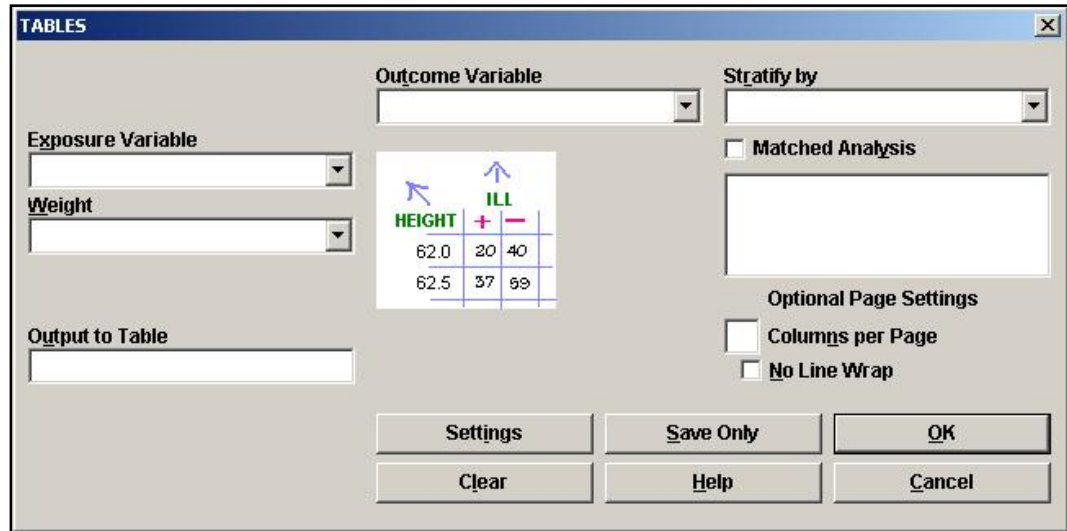 TABLES
Outcome Variable
Stratify by
Exposure Variable
Matched Analysis
Weight
ILL
HEIGHT + −
62.0 20 40
62.5 37 59
Optional Page Settings
Output to Table
Columns per Page
No Line Wrap
Settings
Save Only
OK
Clear
Help
Cancel